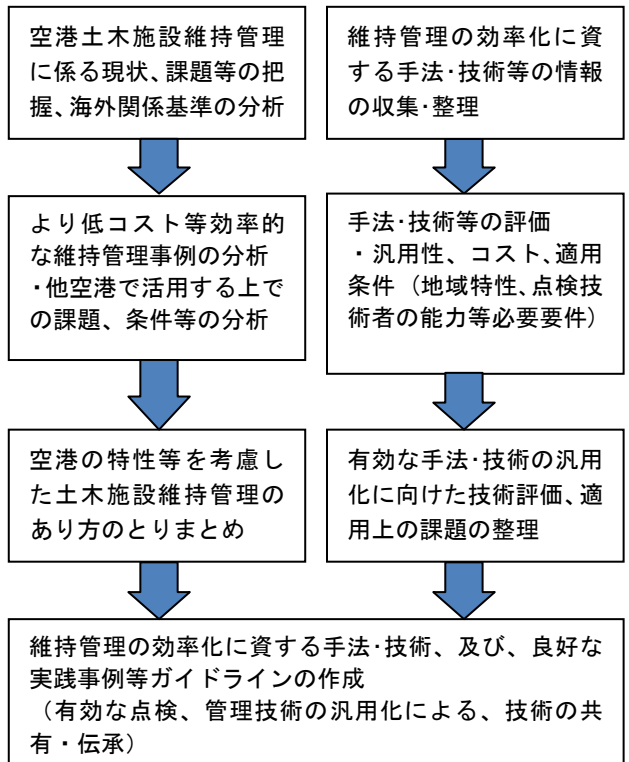 空港土木施設維持管理
に係る現状、課題等の把
握、海外関係基準の分析
維持管理の効率化に資
する手法・技術等の情報
の収集・整理
より低コスト等効率的
な維持管理事例の分析
・他空港で活用する上で
の課題、条件等の分析
手法・技術等の評価
・汎用性、コスト、適用
条件（地域特性、点検技
術者の能力等必要要件）
空港の特性等を考慮し
た土木施設維持管理の
あり方のとりまとめ
有効な手法・技術の汎用
化に向けた技術評価、適
用上の課題の整理
維持管理の効率化に資する手法・技術、及び、良好な
実践事例等ガイドラインの作成
（有効な点検、管理技術の汎用化による、技術の共
有・伝承）